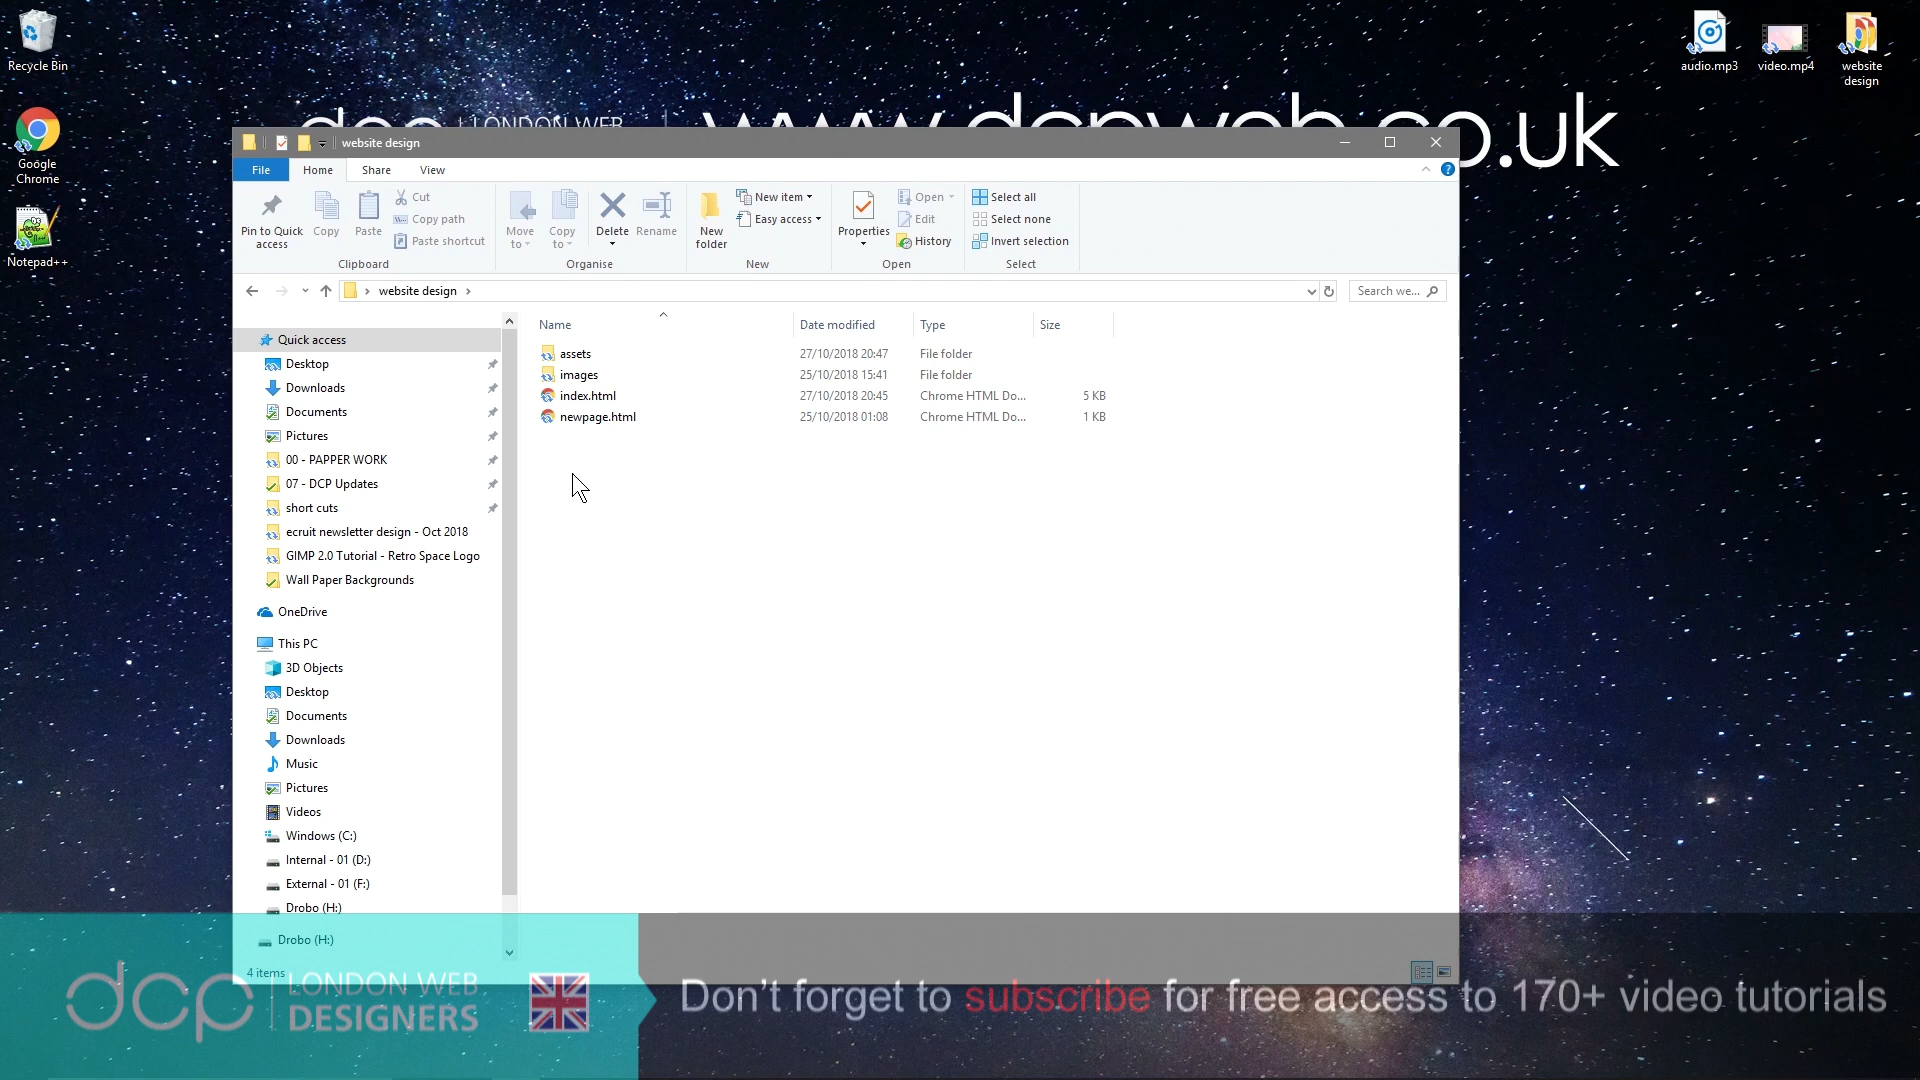 Recycle Bin
Google
Chrome
Notepad++
audio.mp3
video.mp4
website
design
www.dcpweb.co.uk
dcp LONDON WEB
website design
File Home Share View
Pin to Quick
access
Copy
Paste
Cut
Copy path
Paste shortcut
Clipboard
Move
to
Copy
to
Delete
Rename
Organise
New
folder
New item
Easy access
New
Properties
Open
Edit
History
Open
Select all
Select none
Invert selection
Select
website design
Search we...
Quick access
Desktop
Downloads
Documents
Pictures
00 - PAPPER WORK
07 - DCP Updates
short cuts
ecruit newsletter design - Oct 2018
GIMP 2.0 Tutorial - Retro Space Logo
Wall Paper Backgrounds
OneDrive
This PC
3D Objects
Desktop
Documents
Downloads
Music
Pictures
Videos
Windows (C:)
Internal - 01 (D:)
External - 01 (F:)
Drobo (H:)
Drobo (H:)
4 items
Name Date modified Type Size
assets 27/10/2018 20:47 File folder
images 25/10/2018 15:41 File folder
index.html 27/10/2018 20:45 Chrome HTML Do... 5 KB
newpage.html 25/10/2018 01:08 Chrome HTML Do... 1 KB
dcp LONDON WEB
DESIGNERS
Don't forget to subscribe for free access to 170+ video tutorials